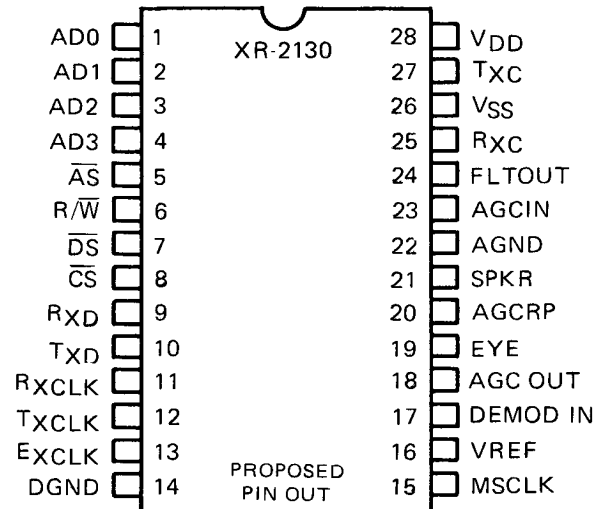 AD0 1 XR-2130 28 VDD
AD1 2 27 TXC
AD2 3 26 VSS
AD3 4 25 RXC
A̅S̅ 5 24 FLTOUT
R/W̅ 6 23 AGCIN
D̅S̅ 7 22 AGND
C̅S̅ 8 21 SPKR
RXD 9 20 AGCRP
TXD 10 19 EYE
RXCLK 11 18 AGC OUT
TXCLK 12 17 DEMOD IN
EXCLK 13 16 VREF
DGND 14 PROPOSED 15 MSCLK
PIN OUT